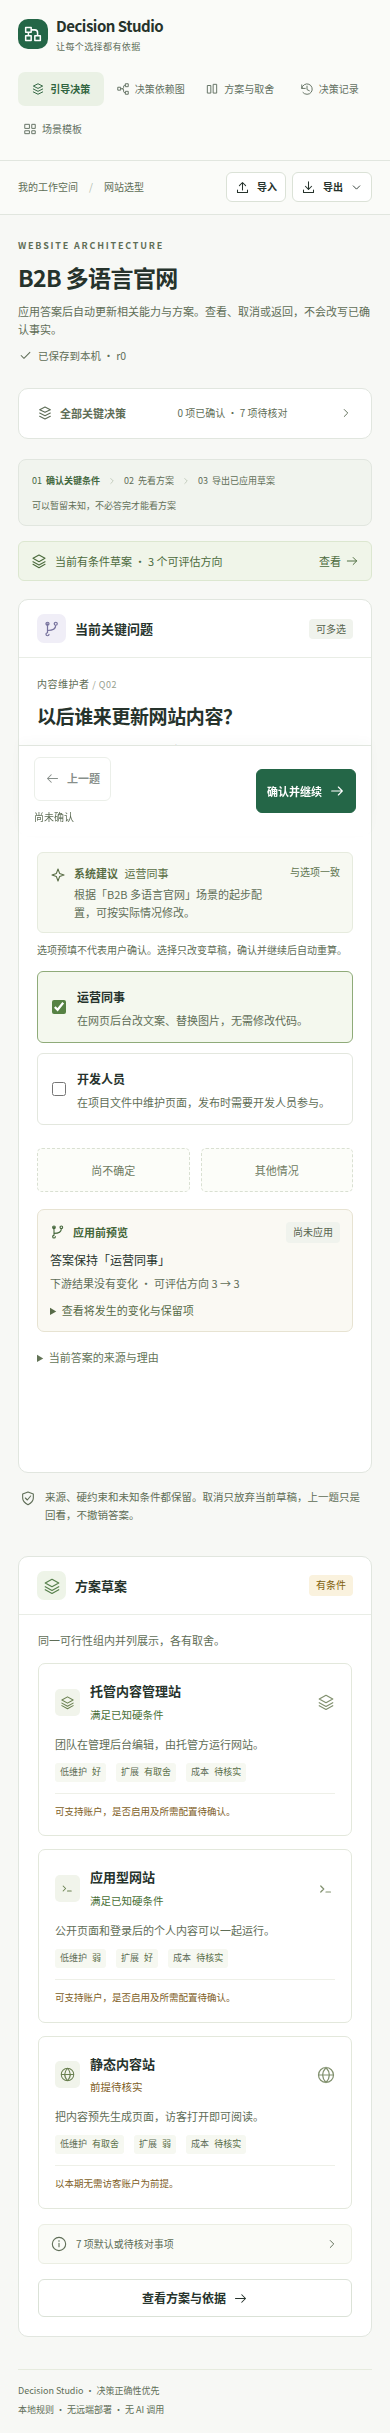 Decision Studio
让每个选择都有依据
引导决策
决策依赖图
方案与取舍
决策记录
场景模板
我的工作空间 / 网站选型
导入
导出
WEBSITE ARCHITECTURE
B2B 多语言官网
应用答案后自动更新相关能力与方案。查看、取消或返回，不会改写已确
认事实。
已保存到本机 · r0
全部关键决策
0 项已确认 · 7 项待核对
01 确认关键条件
02 先看方案
03 导出已应用草案
可以暂留未知，不必答完才能看方案
当前有条件草案 · 3 个可评估方向
查看 →
当前关键问题
可多选
内容维护者 / Q02
以后谁来更新网站内容？
← 上一题
确认并继续 →
尚未确认
系统建议 运营同事
与选项一致
根据「B2B 多语言官网」场景的起步配
置，可按实际情况修改。
选项预填不代表用户确认。选择只改变草稿，确认并继续后自动重算。
运营同事
在网页后台改文案、替换图片，无需修改代码。
开发人员
在项目文件中维护页面，发布时需要开发人员参与。
尚不确定
其他情况
应用前预览
尚未应用
答案保持「运营同事」
下游结果没有变化 · 可评估方向 3 → 3
查看将发生的变化与保留项
当前答案的来源与理由
来源、硬约束和未知条件都保留。取消只放弃当前草稿，上一题只是
回看，不撤销答案。
方案草案
有条件
同一可行性组内并列展示，各有取舍。
托管内容管理站
满足已知硬条件
团队在管理后台编辑，由托管方运行网站。
低维护 好
扩展 有取舍
成本 待核实
可支持账户，是否启用及所需配置待确认。
应用型网站
满足已知硬条件
公开页面和登录后的个人内容可以一起运行。
低维护 弱
扩展 好
成本 待核实
可支持账户，是否启用及所需配置待确认。
静态内容站
前提待核实
把内容预先生成页面，访客打开即可阅读。
低维护 有取舍
扩展 弱
成本 待核实
以本期无需访客账户为前提。
7 项默认或待核对事项
查看方案与依据 →
Decision Studio · 决策正确性优先
本地规则 · 无远端部署 · 无 AI 调用